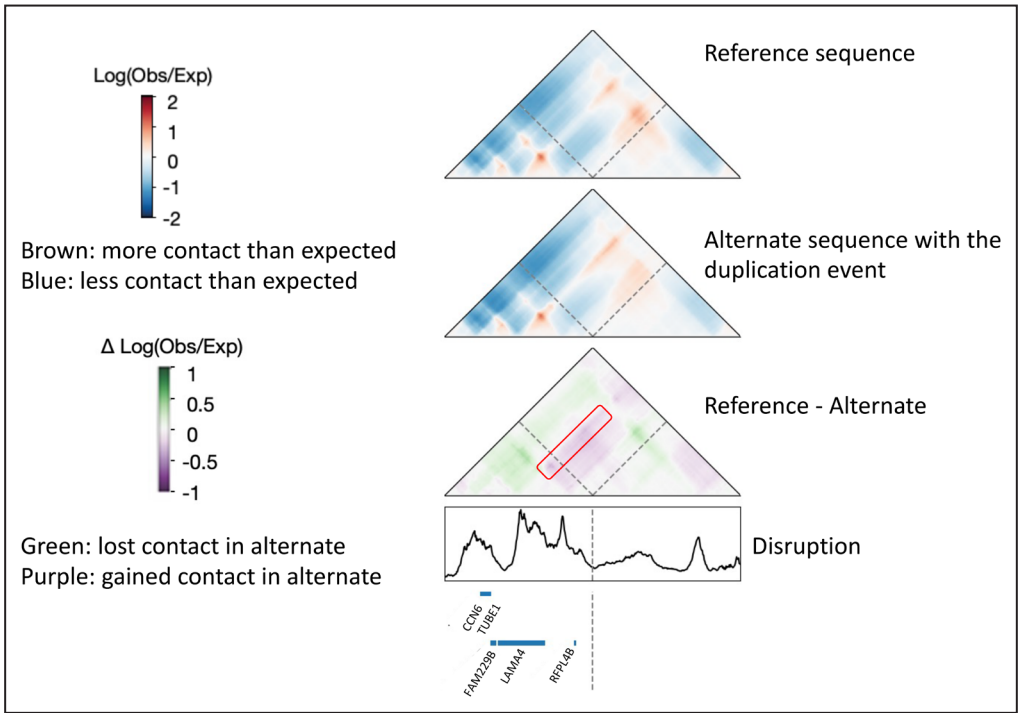 Log(Obs/Exp)
2
1
0
-1
-2
Brown: more contact than expected
Blue: less contact than expected
Reference sequence
Alternate sequence with the
duplication event
Δ Log(Obs/Exp)
1
0.5
0
-0.5
-1
Reference - Alternate
Green: lost contact in alternate
Purple: gained contact in alternate
Disruption
CCN6
TUBE1
FAM229B
LAMA4
RFPL4B